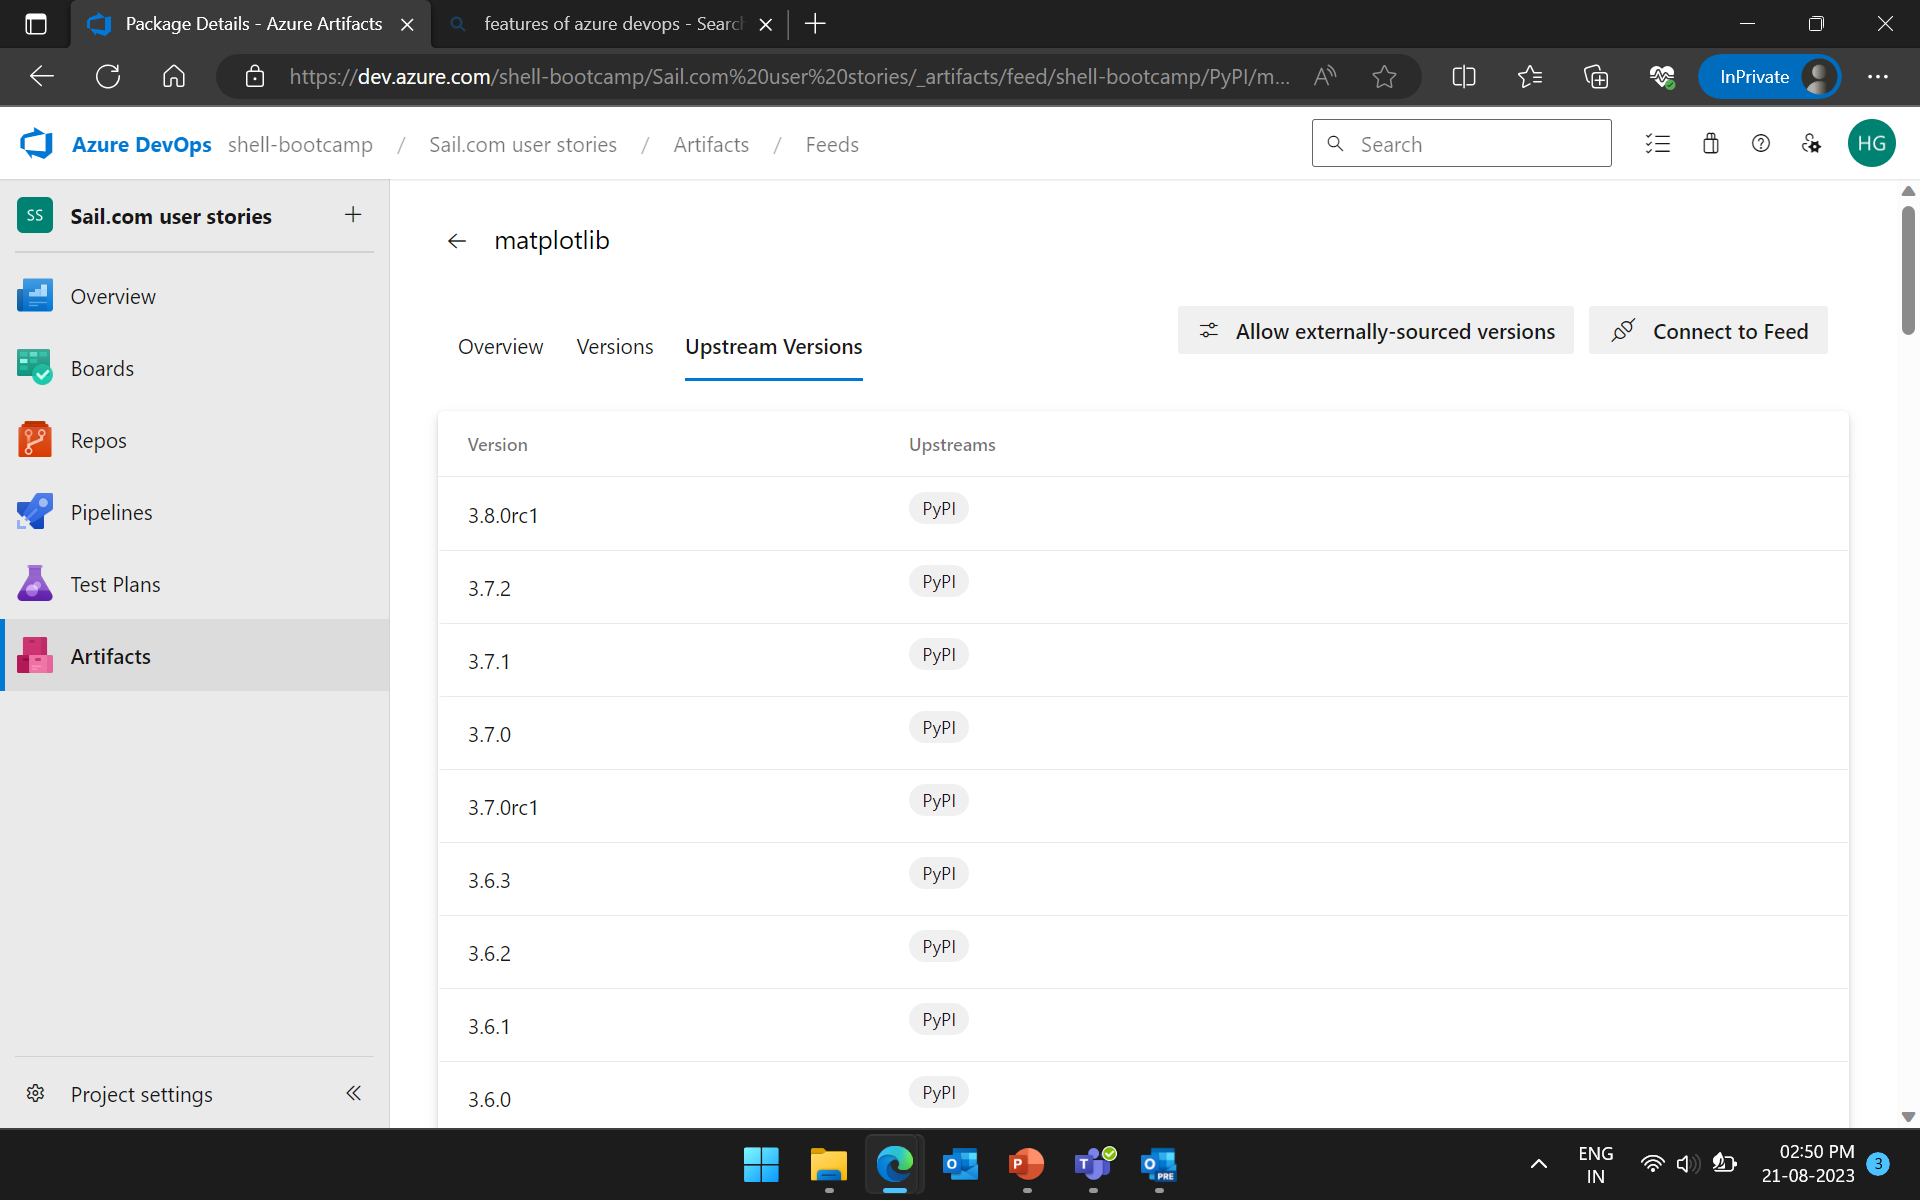 Package Details - Azure Artifacts
features of azure devops - Search
https://dev.azure.com/shell-bootcamp/Sail.com%20user%20stories/_artifacts/feed/shell-bootcamp/PyPI/m...
InPrivate
Azure DevOps shell-bootcamp / Sail.com user stories / Artifacts / Feeds
Search
HG
SS Sail.com user stories
Overview
Boards
Repos
Pipelines
Test Plans
Artifacts
Project settings
matplotlib
Overview Versions Upstream Versions
Allow externally-sourced versions
Connect to Feed
Version Upstreams
3.8.0rc1 PyPI
3.7.2 PyPI
3.7.1 PyPI
3.7.0 PyPI
3.7.0rc1 PyPI
3.6.3 PyPI
3.6.2 PyPI
3.6.1 PyPI
3.6.0 PyPI
ENG
IN
02:50 PM
21-08-2023
3